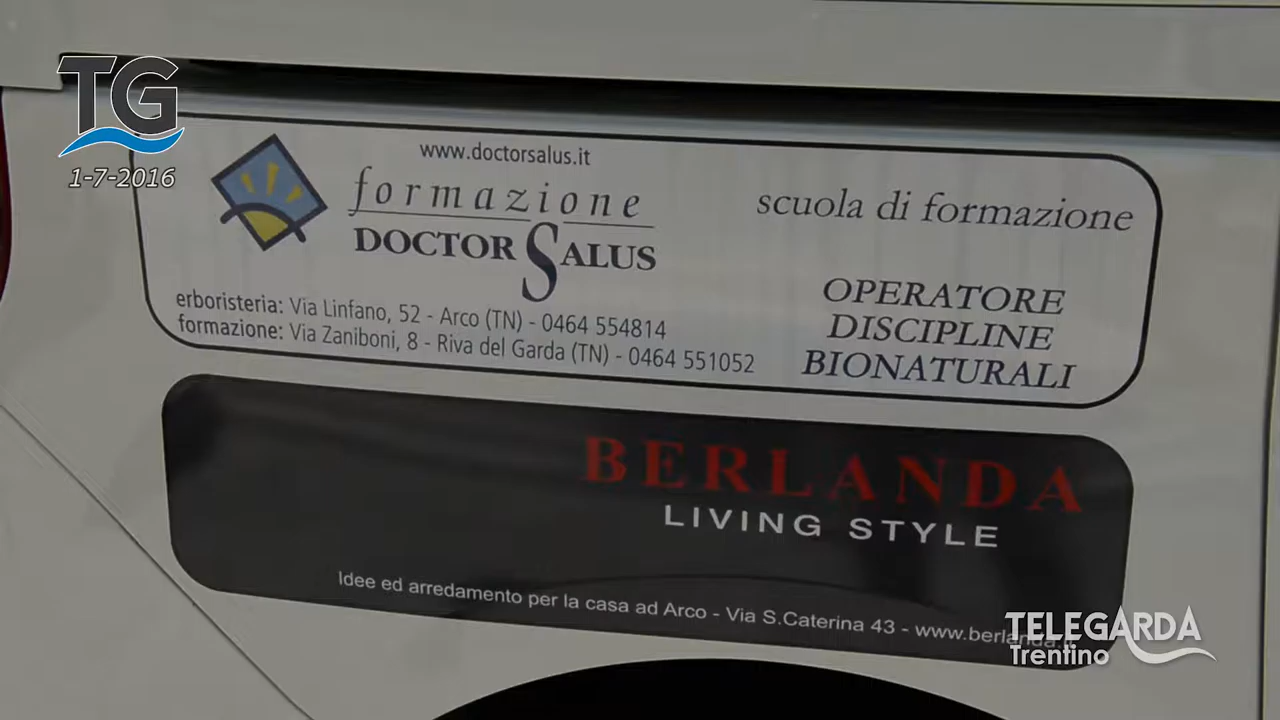 TG
1-7-2016
www.doctorsalus.it
formazione
DOCTOR SALUS
erboristeria: Via Linfano, 52 - Arco (TN) - 0464 554814
formazione: Via Zaniboni, 8 - Riva del Garda (TN) - 0464 551052
scuola di formazione
OPERATORE
DISCIPLINE
BIONATURALI
BERLANDA
LIVING STYLE
Idee ed arredamento per la casa ad Arco - Via S.Caterina 43 - www.berlanda.it
TELEGARDA
Trentino